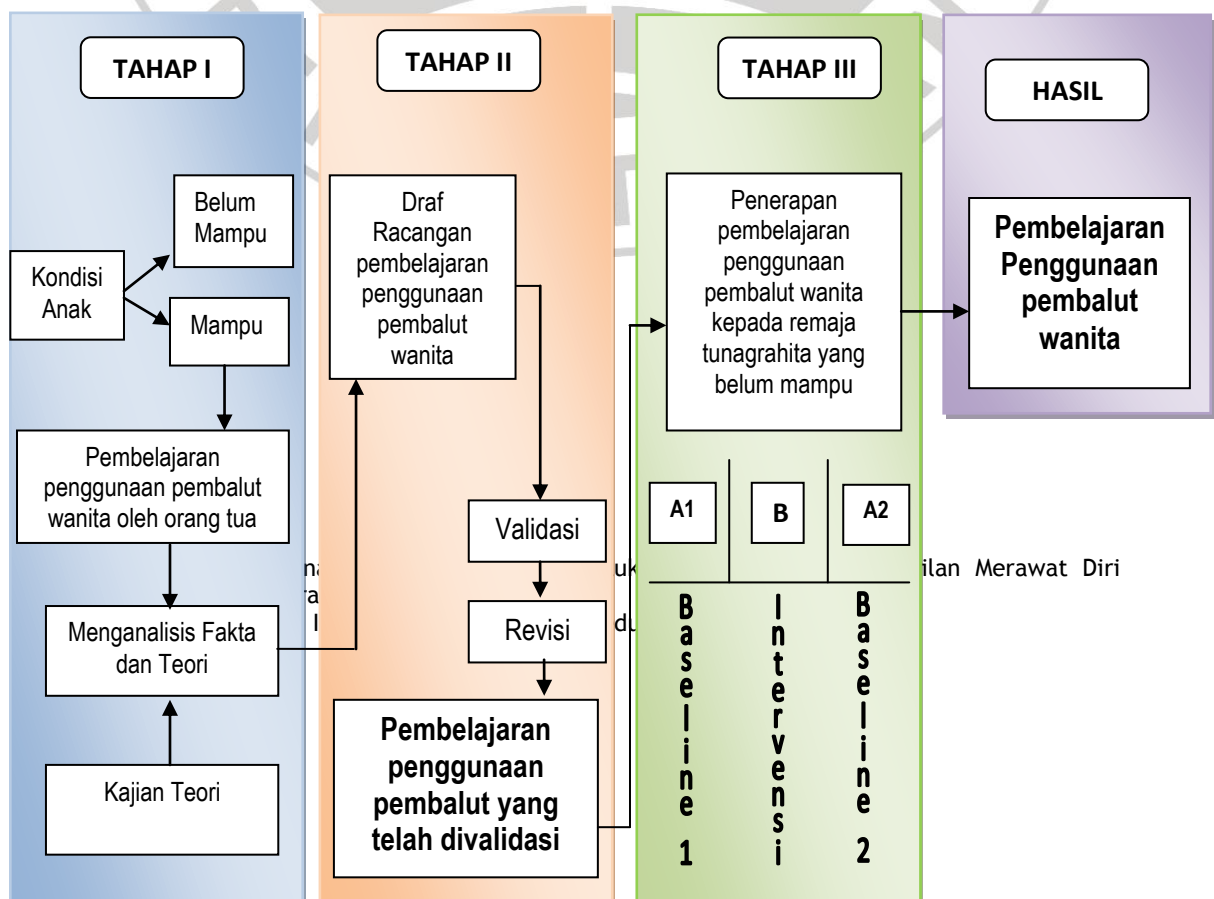 TAHAP I
Kondisi
Anak
Belum
Mampu
Mampu
Pembelajaran
penggunaan pembalut
wanita oleh orang tua
Menganalisis Fakta
dan Teori
Kajian Teori
TAHAP II
Draf
Racangan
pembelajaran
penggunaan
pembalut
wanita
Validasi
Revisi
Pembelajaran
penggunaan
pembalut yang
telah divalidasi
TAHAP III
Penerapan
pembelajaran
penggunaan
pembalut wanita
kepada remaja
tunagrahita yang
belum mampu
A1
B
A2
Baseline 1
Intervensi
Baseline 2
HASIL
Pembelajaran
Penggunaan
pembalut
wanita
Merawat Diri